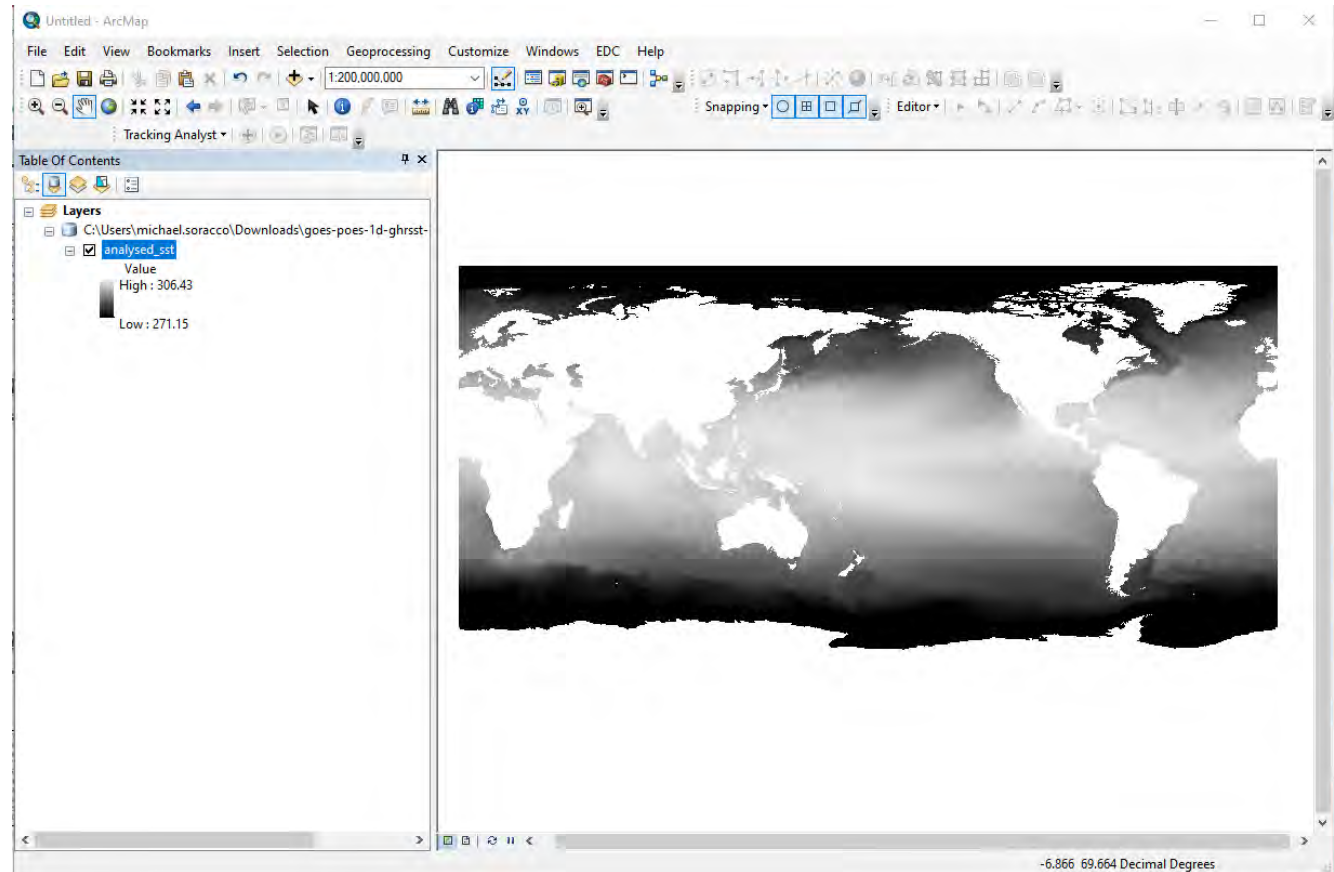 Untitled - ArcMap
File Edit View Bookmarks Insert Selection Geoprocessing Customize Windows EDC Help
1:200,000,000
Snapping Editor
Tracking Analyst
Table Of Contents
Layers
C:\Users\michael.soracco\Downloads\goes-poes-1d-ghrsst-
analysed_sst
Value
High : 306.43
Low : 271.15
-6.866 69.664 Decimal Degrees